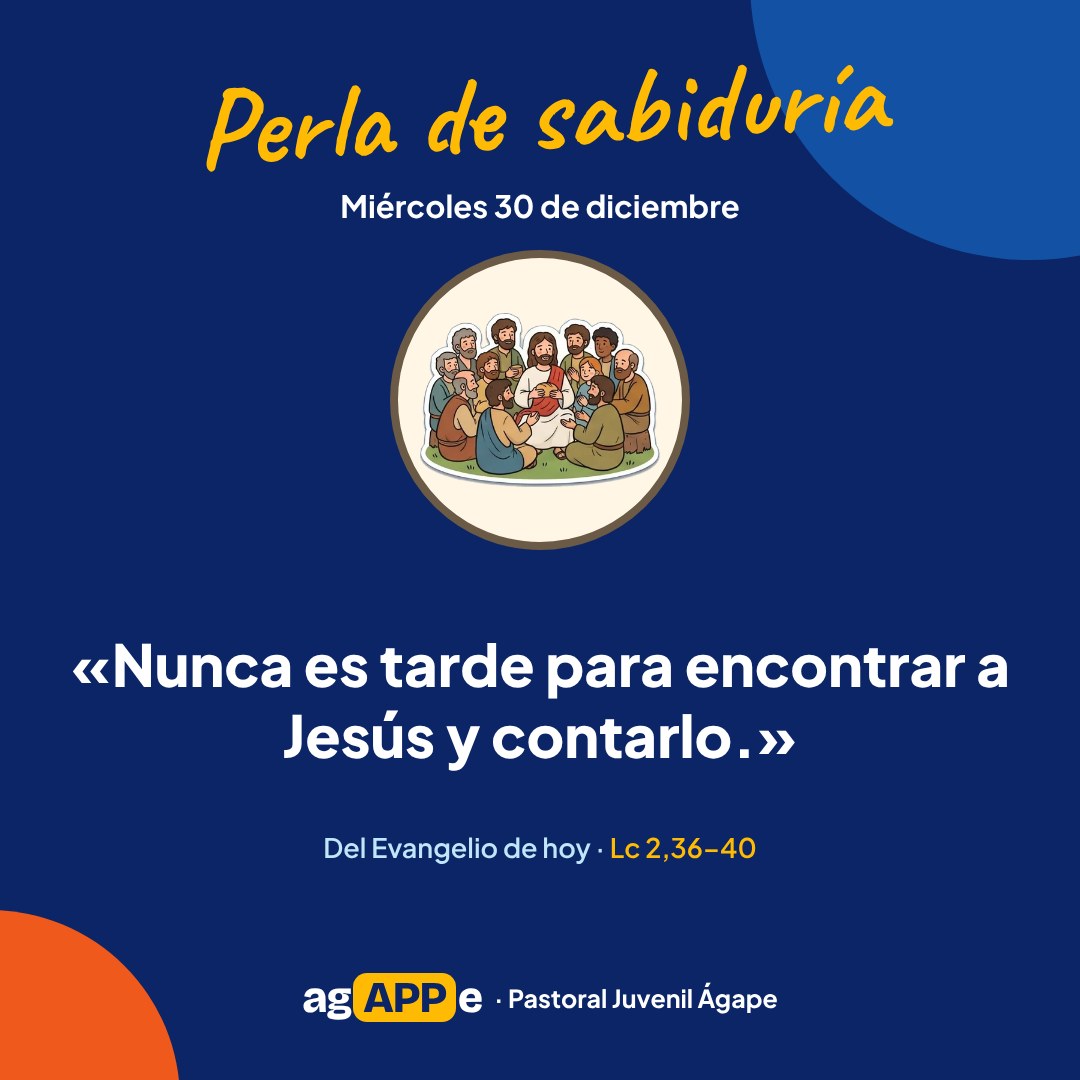 Perla de sabiduría
Miércoles 30 de diciembre
«Nunca es tarde para encontrar a
Jesús y contarlo.»
Del Evangelio de hoy · Lc 2,36–40
agAPPe · Pastoral Juvenil Ágape